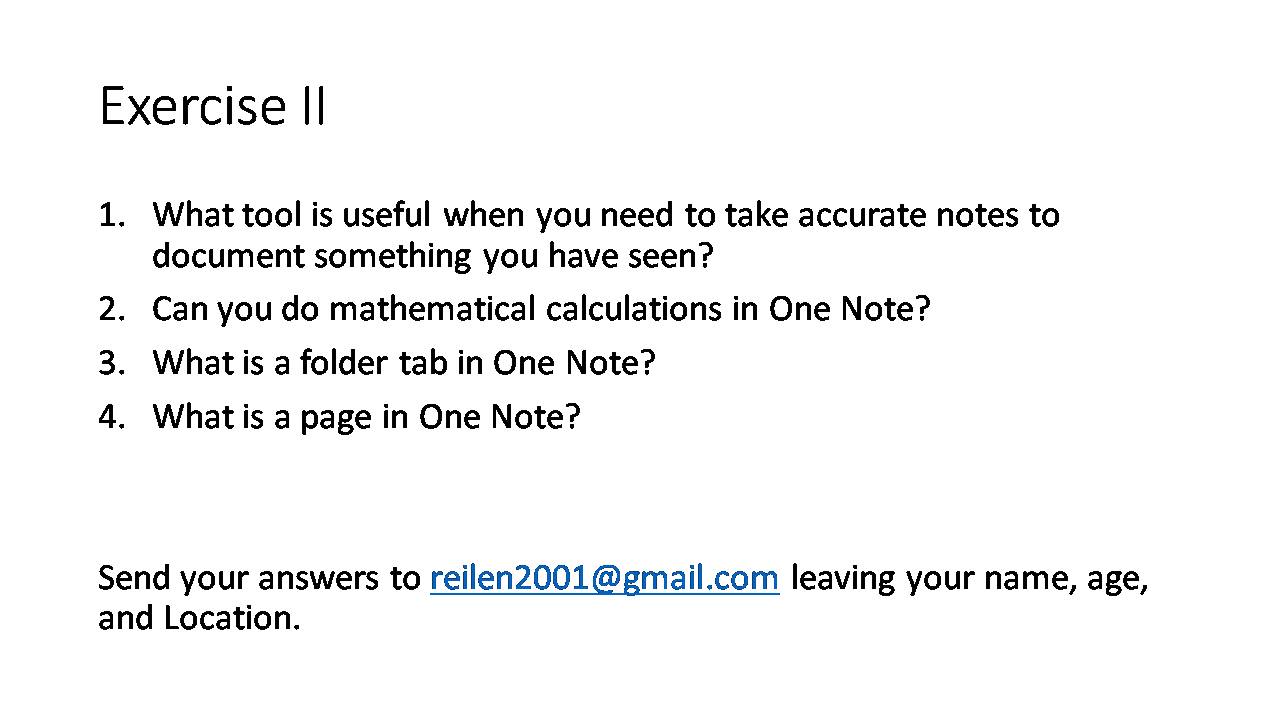 Exercise II
1. What tool is useful when you need to take accurate notes to
document something you have seen?
2. Can you do mathematical calculations in One Note?
3. What is a folder tab in One Note?
4. What is a page in One Note?
Send your answers to reilen2001@gmail.com leaving your name, age,
and Location.